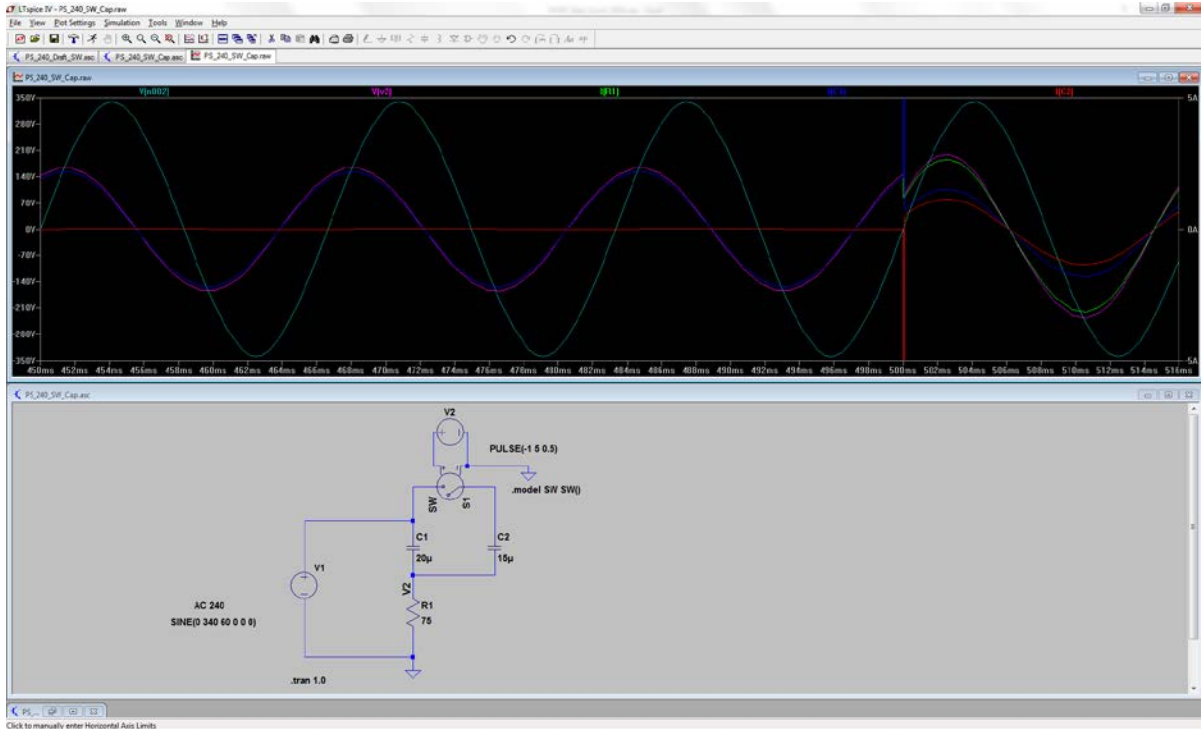 LTspice IV - PS_240_SW_Cap.raw
File View Plot Settings Simulation Tools Window Help
PS_240_Draft_SW.asc PS_240_SW_Cap.asc PS_240_SW_Cap.raw
PS_240_SW_Cap.raw
V(n002) V(v2) I(R1) I(C1) I(C2)
350V 5A
280V
210V
140V
70V
0V 0A
-70V
-140V
-210V
-280V
-350V -5A
450ms 452ms 454ms 456ms 458ms 460ms 462ms 464ms 466ms 468ms 470ms 472ms 474ms 476ms 478ms 480ms 482ms 484ms 486ms 488ms 490ms 492ms 494ms 496ms 498ms 500ms 502ms 504ms 506ms 508ms 510ms 512ms 514ms 516ms
PS_240_SW_Cap.asc
V2
PULSE(-1 5 0.5)
.model SW SW()
SW S1
C1 C2
20µ 15µ
V1
V2
AC 240
R1
SINE(0 340 60 0 0 0)
75
.tran 1.0
PS_...
Click to manually enter Horizontal Axis Limits